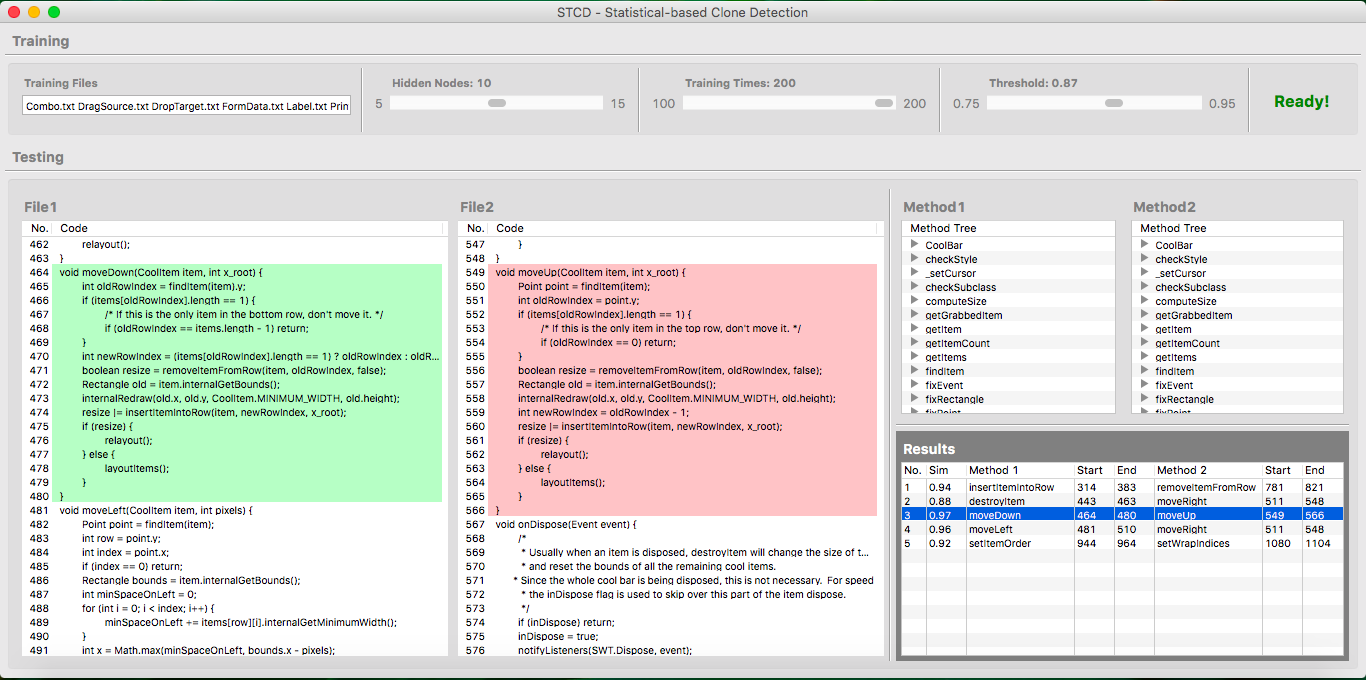 STCD - Statistical-based Clone Detection
Training
Training Files
Combo.txt DragSource.txt DropTarget.txt FormData.txt Label.txt Prin
Hidden Nodes: 10
5 15
Training Times: 200
100 200
Threshold: 0.87
0.75 0.95
Ready!
Testing
File1
No. Code
462 relayout();
463 }
464 void moveDown(CoolItem item, int x_root) {
465 int oldRowIndex = findItem(item).y;
466 if (items[oldRowIndex].length == 1) {
467 /* If this is the only item in the bottom row, don't move it. */
468 if (oldRowIndex == items.length - 1) return;
469 }
470 int newRowIndex = (items[oldRowIndex].length == 1) ? oldRowIndex : oldR...
471 boolean resize = removeItemFromRow(item, oldRowIndex, false);
472 Rectangle old = item.internalGetBounds();
473 internalRedraw(old.x, old.y, CoolItem.MINIMUM_WIDTH, old.height);
474 resize |= insertItemIntoRow(item, newRowIndex, x_root);
475 if (resize) {
476 relayout();
477 } else {
478 layoutItems();
479 }
480 }
481 void moveLeft(CoolItem item, int pixels) {
482 Point point = findItem(item);
483 int row = point.y;
484 int index = point.x;
485 if (index == 0) return;
486 Rectangle bounds = item.internalGetBounds();
487 int minSpaceOnLeft = 0;
488 for (int i = 0; i < index; i++) {
489 minSpaceOnLeft += items[row][i].internalGetMinimumWidth();
490 }
491 int x = Math.max(minSpaceOnLeft, bounds.x - pixels);
File2
No. Code
547 }
548 }
549 void moveUp(CoolItem item, int x_root) {
550 Point point = findItem(item);
551 int oldRowIndex = point.y;
552 if (items[oldRowIndex].length == 1) {
553 /* If this is the only item in the top row, don't move it. */
554 if (oldRowIndex == 0) return;
555 }
556 boolean resize = removeItemFromRow(item, oldRowIndex, false);
557 Rectangle old = item.internalGetBounds();
558 internalRedraw(old.x, old.y, CoolItem.MINIMUM_WIDTH, old.height);
559 int newRowIndex = oldRowIndex - 1;
560 resize |= insertItemIntoRow(item, newRowIndex, x_root);
561 if (resize) {
562 relayout();
563 } else {
564 layoutItems();
565 }
566 }
567 void onDispose(Event event) {
568 /*
569 * Usually when an item is disposed, destroyItem will change the size of t...
570 * and reset the bounds of all the remaining cool items.
571 * Since the whole cool bar is being disposed, this is not necessary. For speed
572 * the inDispose flag is used to skip over this part of the item dispose.
573 */
574 if (inDispose) return;
575 inDispose = true;
576 notifyListeners(SWT.Dispose, event);
Method1
Method Tree
CoolBar
checkStyle
_setCursor
checkSubclass
computeSize
getGrabbedItem
getItem
getItemCount
getItems
findItem
fixEvent
fixRectangle
fixPoint
Method2
Method Tree
CoolBar
checkStyle
_setCursor
checkSubclass
computeSize
getGrabbedItem
getItem
getItemCount
getItems
findItem
fixEvent
fixRectangle
fixPoint
Results
No. Sim Method 1 Start End Method 2 Start End
1 0.94 insertItemIntoRow 314 383 removeItemFromRow 781 821
2 0.88 destroyItem 443 463 moveRight 511 548
3 0.97 moveDown 464 480 moveUp 549 566
4 0.96 moveLeft 481 510 moveRight 511 548
5 0.92 setItemOrder 944 964 setWrapIndices 1080 1104